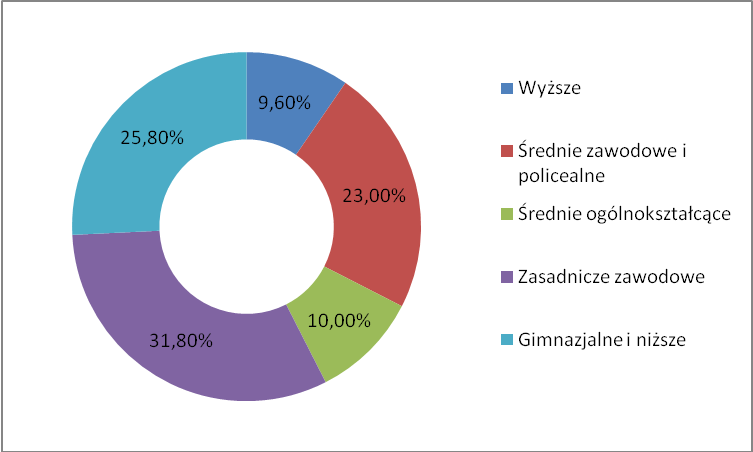 9,60%
23,00%
10,00%
31,80%
25,80%
Wyższe
Średnie zawodowe i
policealne
Średnie ogólnokształcące
Zasadnicze zawodowe
Gimnazjalne i niższe